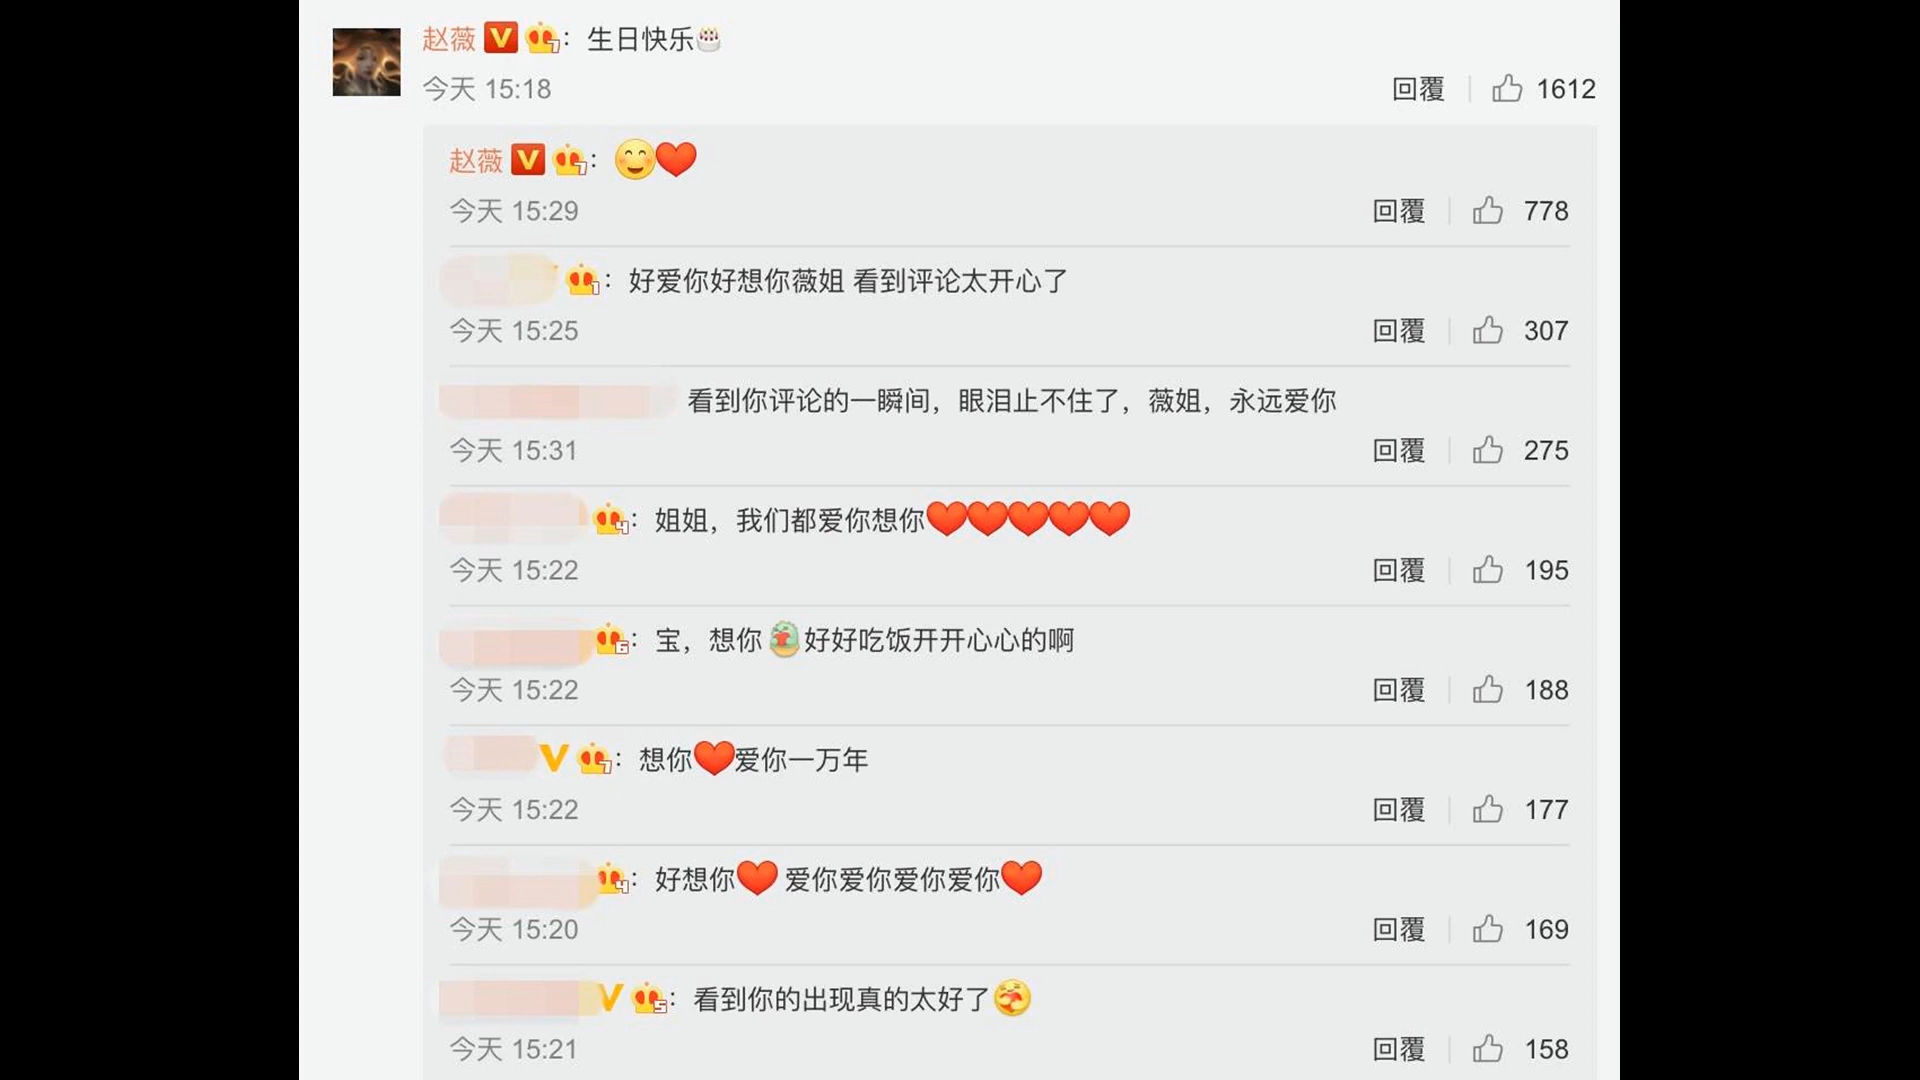 赵薇 V 7：生日快乐🎂
今天 15:18 回覆 1612
赵薇 V 7：😊❤️
今天 15:29 回覆 778
1：好爱你好想你薇姐 看到评论太开心了
今天 15:25 回覆 307
看到你评论的一瞬间，眼泪止不住了，薇姐，永远爱你
今天 15:31 回覆 275
4：姐姐，我们都爱你想你❤️❤️❤️❤️❤️
今天 15:22 回覆 195
6：宝，想你 好好吃饭开开心心的啊
今天 15:22 回覆 188
V 7：想你❤️爱你一万年
今天 15:22 回覆 177
4：好想你❤️ 爱你爱你爱你爱你❤️
今天 15:20 回覆 169
V 5：看到你的出现真的太好了
今天 15:21 回覆 158